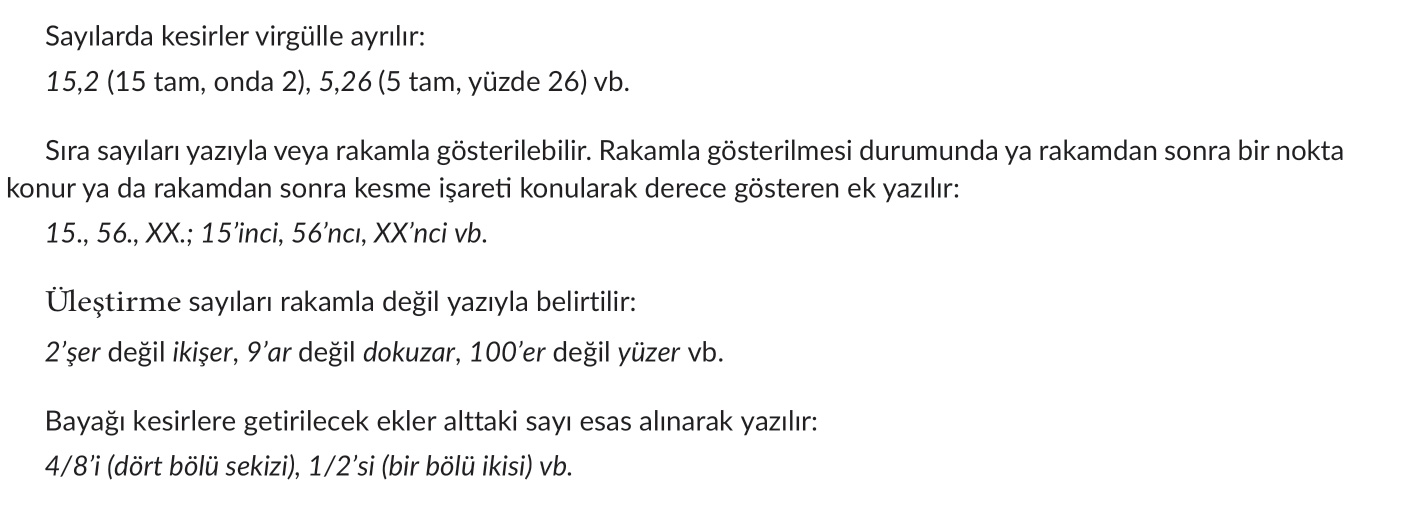 Sayılarda kesirler virgülle ayrılır:
15,2 (15 tam, onda 2), 5,26 (5 tam, yüzde 26) vb.
Sıra sayıları yazıyla veya rakamla gösterilebilir. Rakamla gösterilmesi durumunda ya rakamdan sonra bir nokta
konur ya da rakamdan sonra kesme işareti konularak derece gösteren ek yazılır:
15., 56., XX.; 15’inci, 56’ncı, XX’nci vb.
Üleştirme sayıları rakamla değil yazıyla belirtilir:
2’şer değil ikişer, 9’ar değil dokuzar, 100’er değil yüzer vb.
Bayağı kesirlere getirilecek ekler alttaki sayı esas alınarak yazılır:
4/8’i (dört bölü sekizi), 1/2’si (bir bölü ikisi) vb.